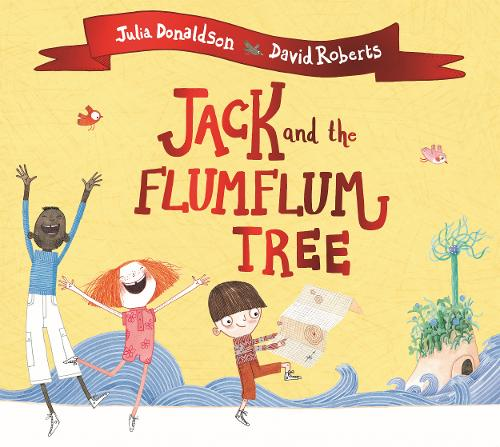 Julia Donaldson David Roberts
JACK and the
FLUMFLUM
TREE